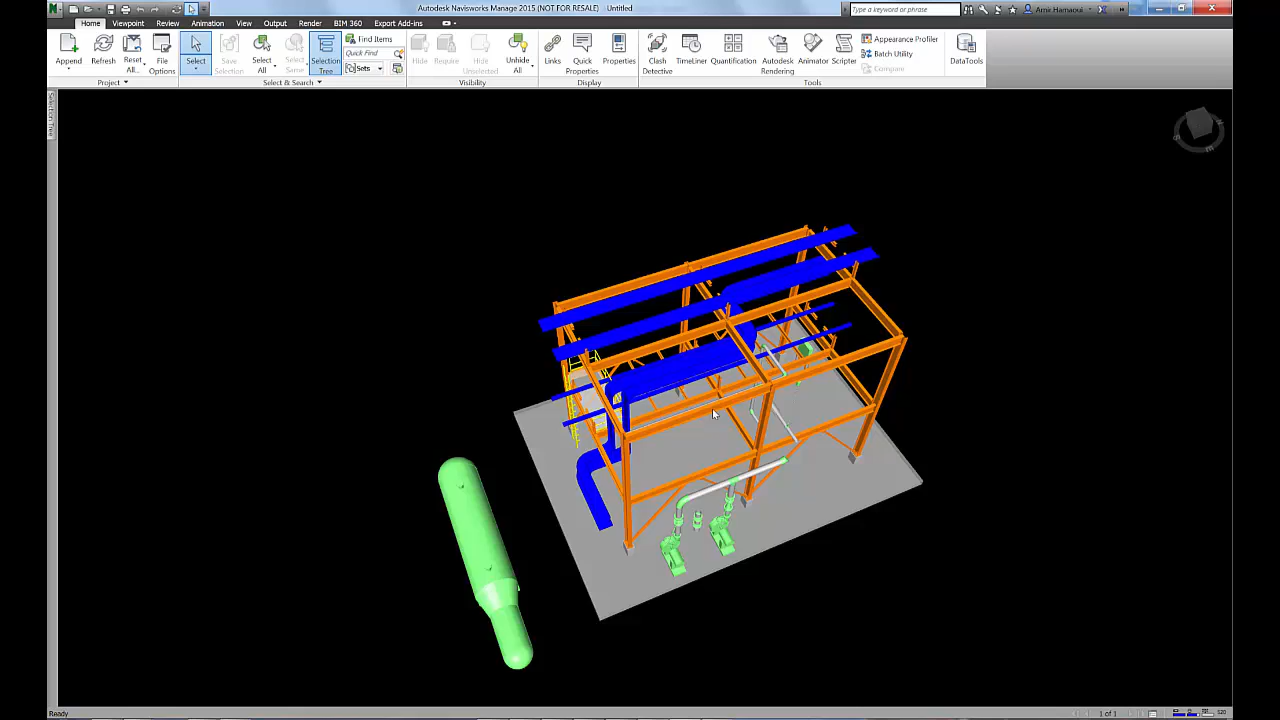 Autodesk Navisworks Manage 2015 (NOT FOR RESALE) - Untitled
Type a keyword or phrase
Amir Hamaoui
Home Viewpoint Review Animation View Output Render BIM 360 Export Add-ins
Append Refresh Reset All... File Options
Select Save Selection Select All Select Same Selection Tree
Find Items
Quick Find
Sets
Hide Require Hide Unselected Unhide All
Links Quick Properties Properties
Clash Detective TimeLiner Quantification Autodesk Rendering Animator Scripter
Appearance Profiler
Batch Utility
Compare
DataTools
Project Select & Search Visibility Display Tools
Selection Tree
Ready
1 of 1